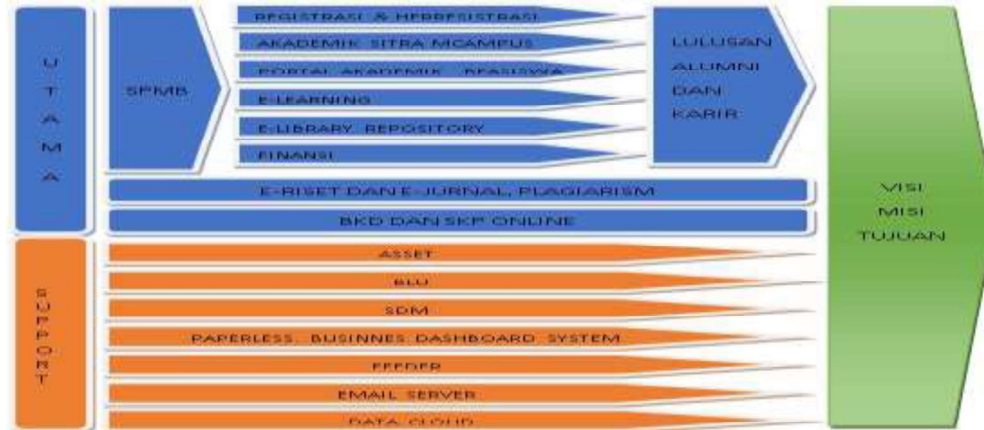 UTAMA
SPMB
REGISTRASI & HERREGISTRASI
AKADEMIK SITRA MCAMPUS
PORTAL AKADEMIK BEASISWA
E-LEARNING
E-LIBRARY, REPOSITORY
FINANSI
LULUSAN
ALUMNI
DAN
KARIR
E-RISET DAN E-JURNAL, PLAGIARISM
BKD DAN SKP ONLINE
SUPPORT
ASSET
BLU
SDM
PAPERLESS, BUSINNES DASHBOARD SYSTEM
FEEDER
EMAIL SERVER
DATA CLOUD
VISI
MISI
TUJUAN